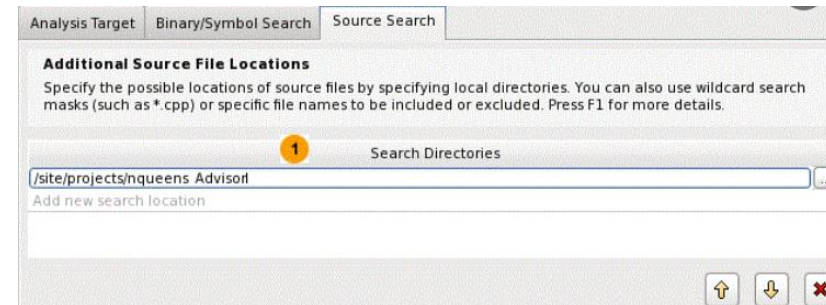 Analysis Target Binary/Symbol Search Source Search
Additional Source File Locations
Specify the possible locations of source files by specifying local directories. You can also use wildcard search
masks (such as *.cpp) or specific file names to be included or excluded. Press F1 for more details.
1
Search Directories
/site/projects/nqueens_Advisor
...
Add new search location